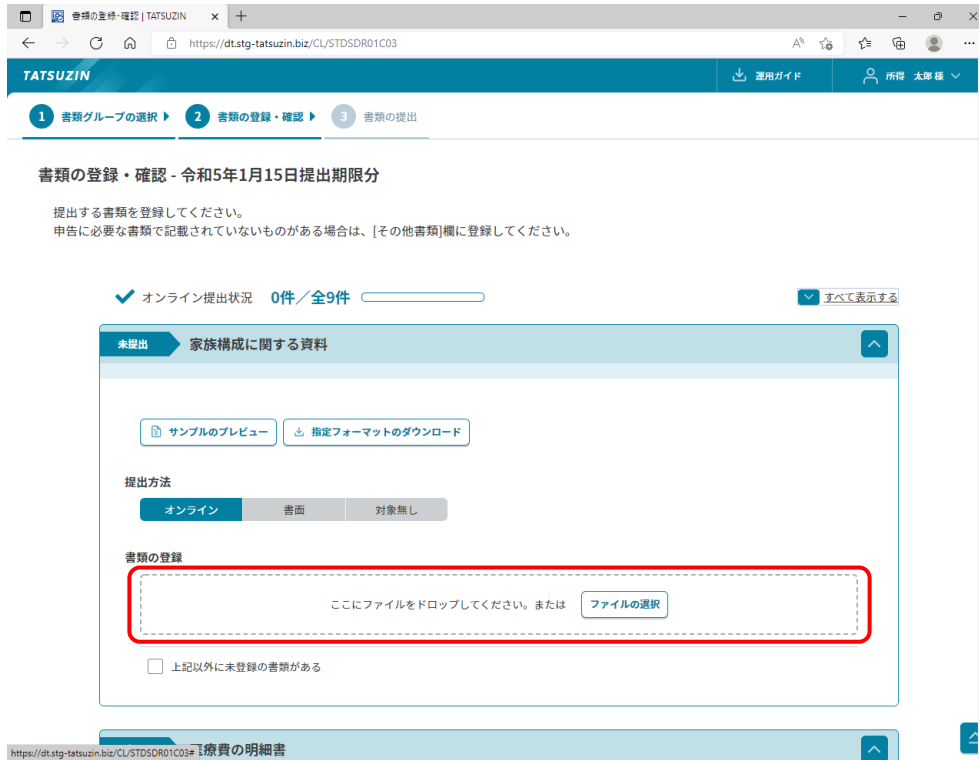 書類の登録・確認 | TATSUZIN
https://dt.stg-tatsuzin.biz/CL/STDSDR01C03
TATSUZIN
運用ガイド
所得 太郎 様
1 書類グループの選択
2 書類の登録・確認
3 書類の提出
書類の登録・確認 - 令和5年1月15日提出期限分
提出する書類を登録してください。
申告に必要な書類で記載されていないものがある場合は、[その他書類]欄に登録してください。
オンライン提出状況 0件／全9件
すべて表示する
未提出 家族構成に関する資料
サンプルのプレビュー
指定フォーマットのダウンロード
提出方法
オンライン 書面 対象無し
書類の登録
ここにファイルをドロップしてください。または ファイルの選択
上記以外に未登録の書類がある
療費の明細書
https://dt.stg-tatsuzin.biz/CL/STDSDR01C03#